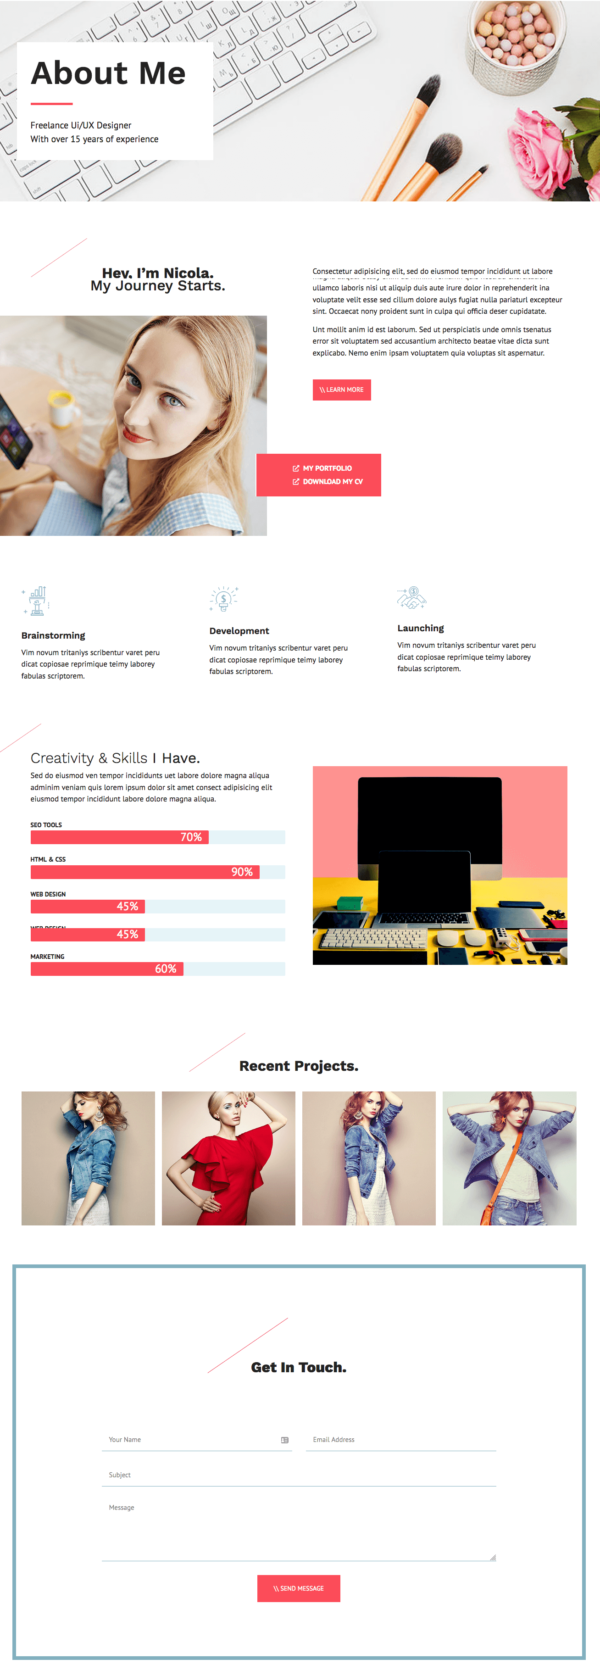 About Me
Freelance Ui/UX Designer
With over 15 years of experience
Hey. I'm Nicola.
My Journey Starts.
Consectetur adipisicing elit, sed do eiusmod tempor incididunt ut labore
ullamco laboris nisi ut aliquip duis aute irure dolor in reprehenderit ina
voluptate velit esse sed cillum dolore aulys fugiat nulla pariaturl excepteur
sint. Occaecat nony proident sunt in culpa qui officia deser cupidatate.
Unt mollit anim id est laborum. Sed ut perspiciatis unde omnis tsenatus
error sit voluptatem sed accusantium architecto beatae vitae dicta sunt
explicabo. Nemo enim ipsam voluptatem quia voluptas sit aspernatur.
\\ LEARN MORE
MY PORTFOLIO
DOWNLOAD MY CV
Brainstorming
Vim novum tritaniys scribentur varet peru
dicat copiosae reprimique teimy laborey
fabulas scriptorem.
Development
Vim novum tritaniys scribentur varet peru
dicat copiosae reprimique teimy laborey
fabulas scriptorem.
Launching
Vim novum tritaniys scribentur varet peru
dicat copiosae reprimique teimy laborey
fabulas scriptorem.
Creativity & Skills I Have.
Sed do eiusmod ven tempor incididunts uet labore dolore magna aliqua
adminim veniam quis lorem ipsum dolor sit amet consect adipisicing elit
eiusmod tempor incididunt labore dolore magna aliqua.
SEO TOOLS
70%
HTML & CSS
90%
WEB DESIGN
45%
WEB DESIGN
45%
MARKETING
60%
Recent Projects.
Get In Touch.
Your Name
Email Address
Subject
Message
\\ SEND MESSAGE